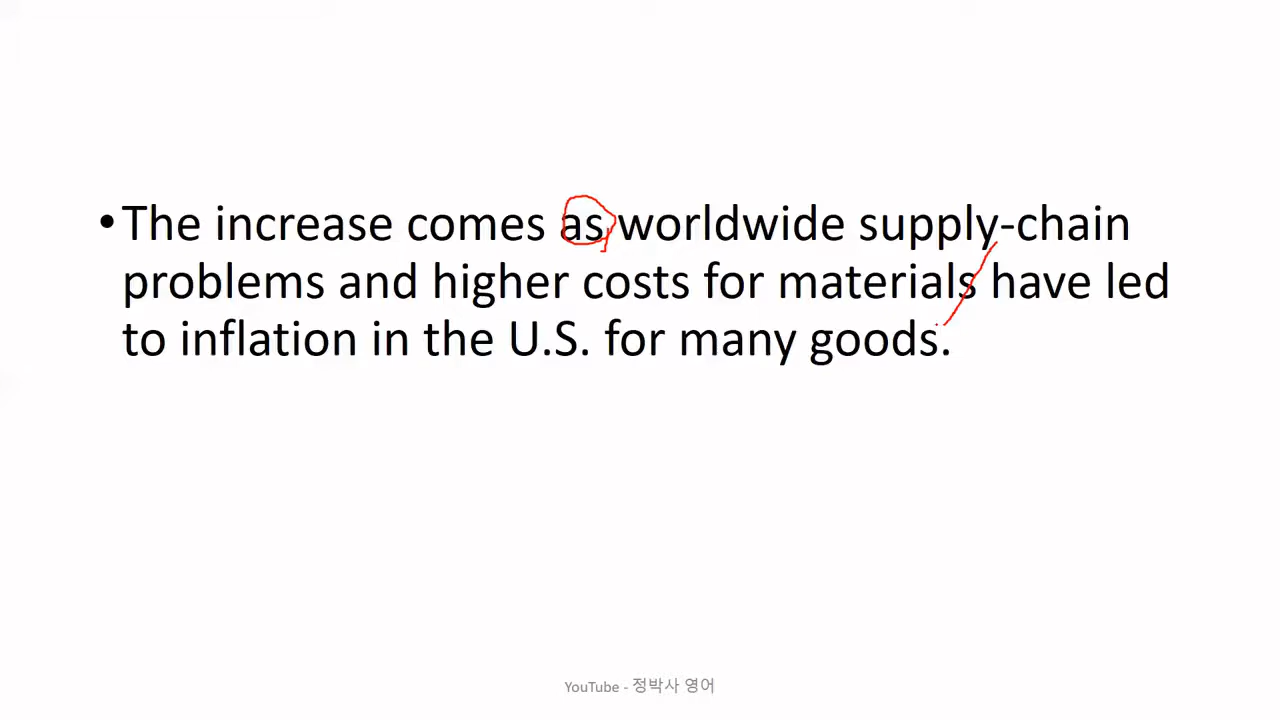 •The increase comes as worldwide supply-chain
problems and higher costs for materials have led
to inflation in the U.S. for many goods.
YouTube - 정박사 영어